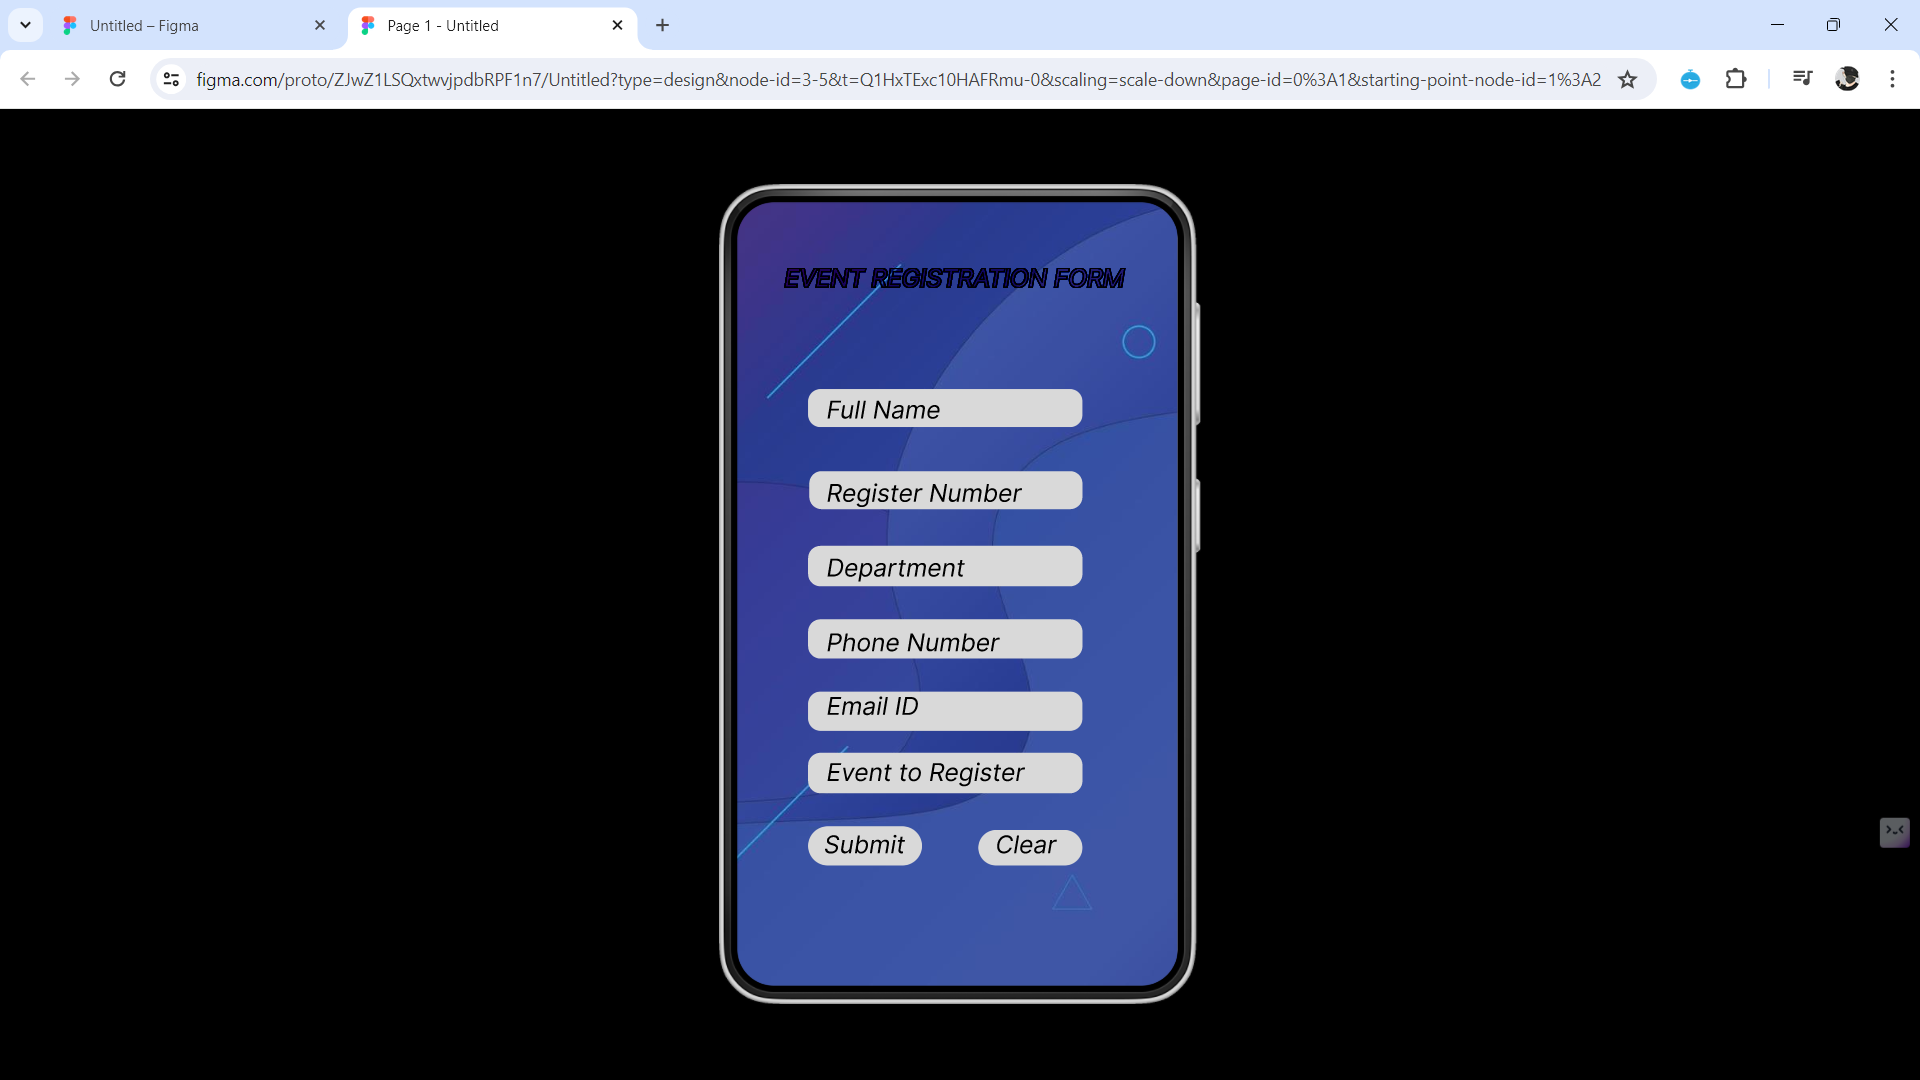 Untitled – Figma
Page 1 - Untitled
figma.com/proto/ZJwZ1LSQxtwvjpdbRPF1n7/Untitled?type=design&node-id=3-5&t=Q1HxTExc10HAFRmu-0&scaling=scale-down&page-id=0%3A1&starting-point-node-id=1%3A2
EVENT REGISTRATION FORM
Full Name
Register Number
Department
Phone Number
Email ID
Event to Register
Submit
Clear